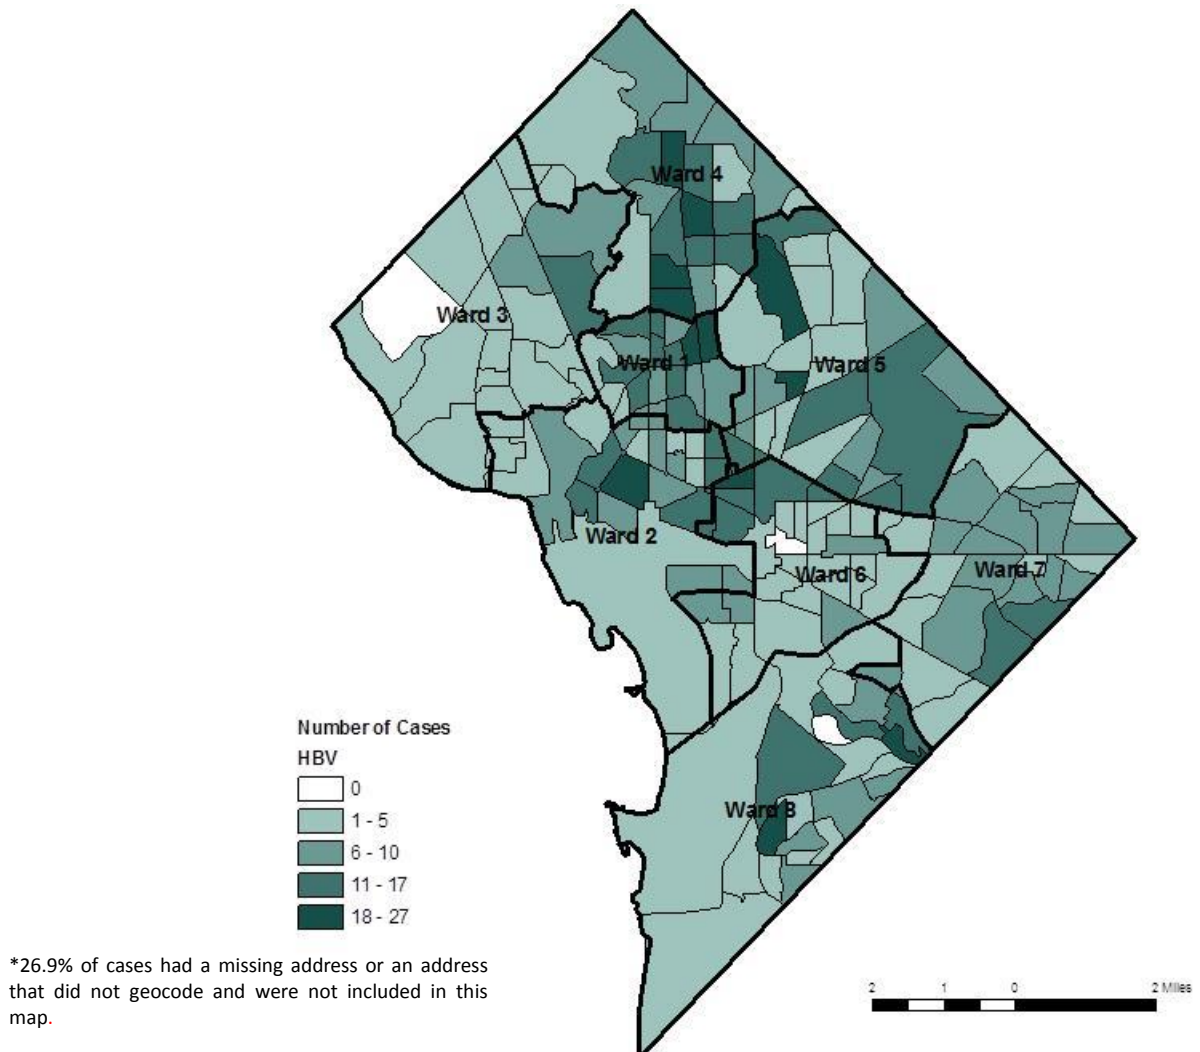 Ward 4
Ward 3
Ward 1
Ward 5
Ward 2
Ward 6
Ward 7
Ward 8
Number of Cases
HBV
0
1 - 5
6 - 10
11 - 17
18 - 27
*26.9% of cases had a missing address or an address
that did not geocode and were not included in this
map.
2 1 0 2 Miles